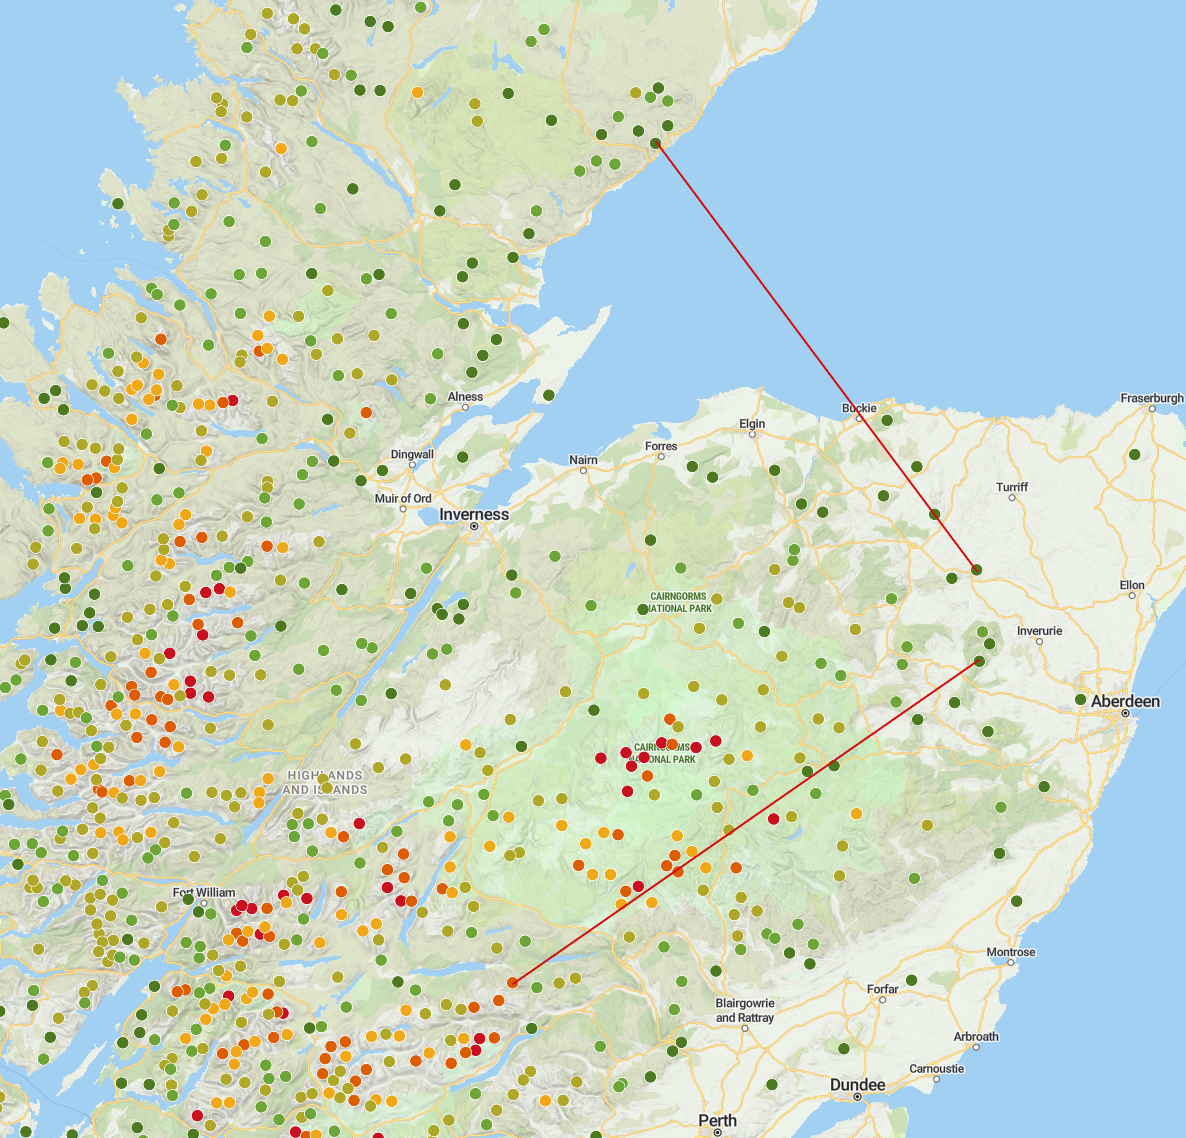 Alness
Buckie
Fraserburgh
Elgin
Dingwall
Forres
Nairn
Turriff
Muir of Ord
Inverness
Ellon
CAIRNGORMS
NATIONAL PARK
Inverurie
Aberdeen
CAIRNGORMS
NATIONAL PARK
HIGHLANDS
AND ISLANDS
Fort William
Montrose
Forfar
Blairgowrie
and Rattray
Arbroath
Carnoustie
Dundee
Perth